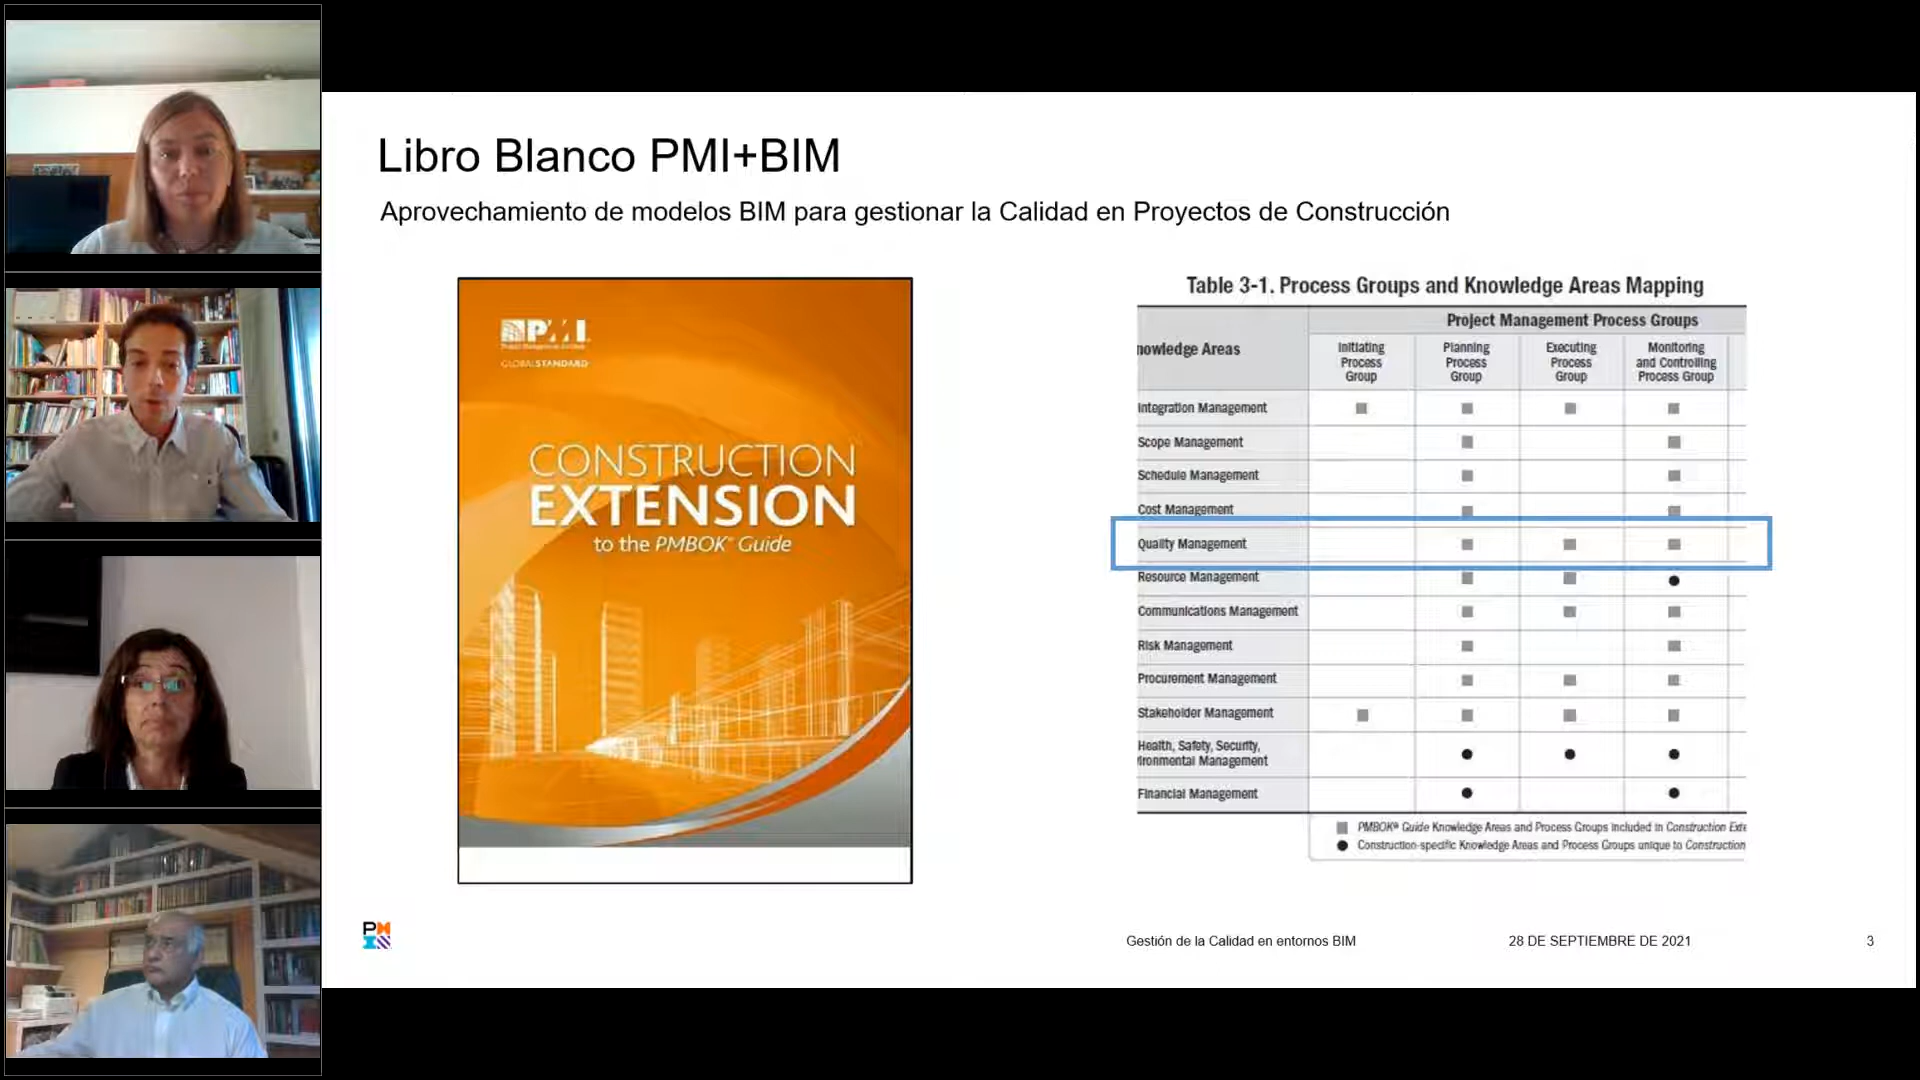 Libro Blanco PMI+BIM
Aprovechamiento de modelos BIM para gestionar la Calidad en Proyectos de Construcción
PMI
GLOBAL STANDARD
CONSTRUCTION
EXTENSION
to the PMBOK® Guide
Table 3-1. Process Groups and Knowledge Areas Mapping
nowledge Areas
Project Management Process Groups
Initiating Process Group
Planning Process Group
Executing Process Group
Monitoring and Controlling Process Group
Integration Management
Scope Management
Schedule Management
Cost Management
Quality Management
Resource Management
Communications Management
Risk Management
Procurement Management
Stakeholder Management
Health, Safety, Security,
ironmental Management
Financial Management
PMBOK® Guide Knowledge Areas and Process Groups included in Construction Exte
Construction-specific Knowledge Areas and Process Groups unique to Construction
PMI
Gestión de la Calidad en entornos BIM
28 DE SEPTIEMBRE DE 2021
3